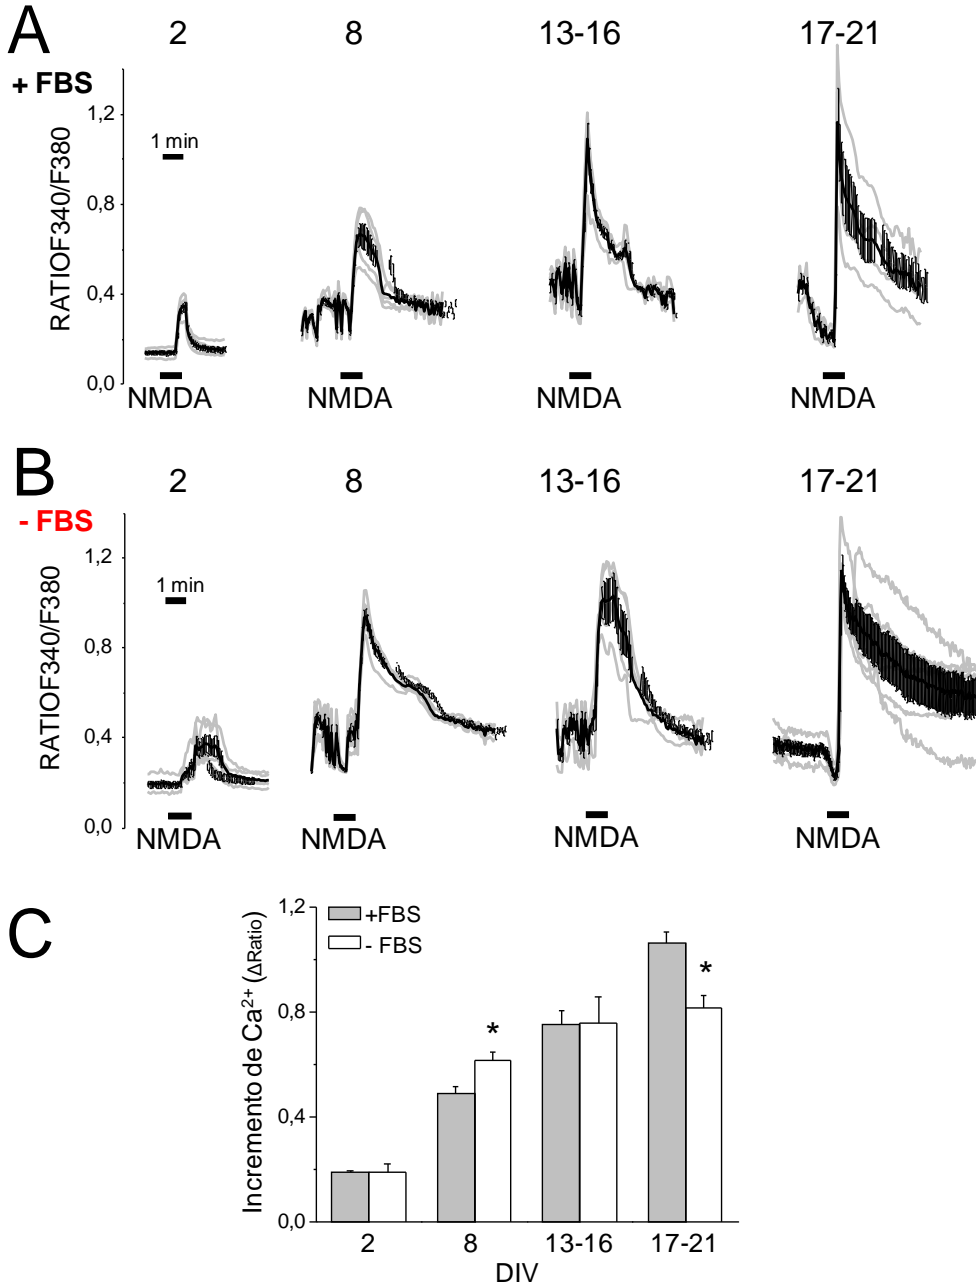 A
2 8 13-16 17-21
+ FBS
1,2
1 min
0,8
0,4
0,0
RATIOF340/F380
NMDA NMDA NMDA NMDA
B
2 8 13-16 17-21
- FBS
1,2
1 min
0,8
0,4
0,0
RATIOF340/F380
NMDA NMDA NMDA NMDA
C
1,2
+FBS
- FBS
* *
0,8
0,4
0,0
Incremento de Ca²⁺ (ΔRatio)
2 8 13-16 17-21
DIV